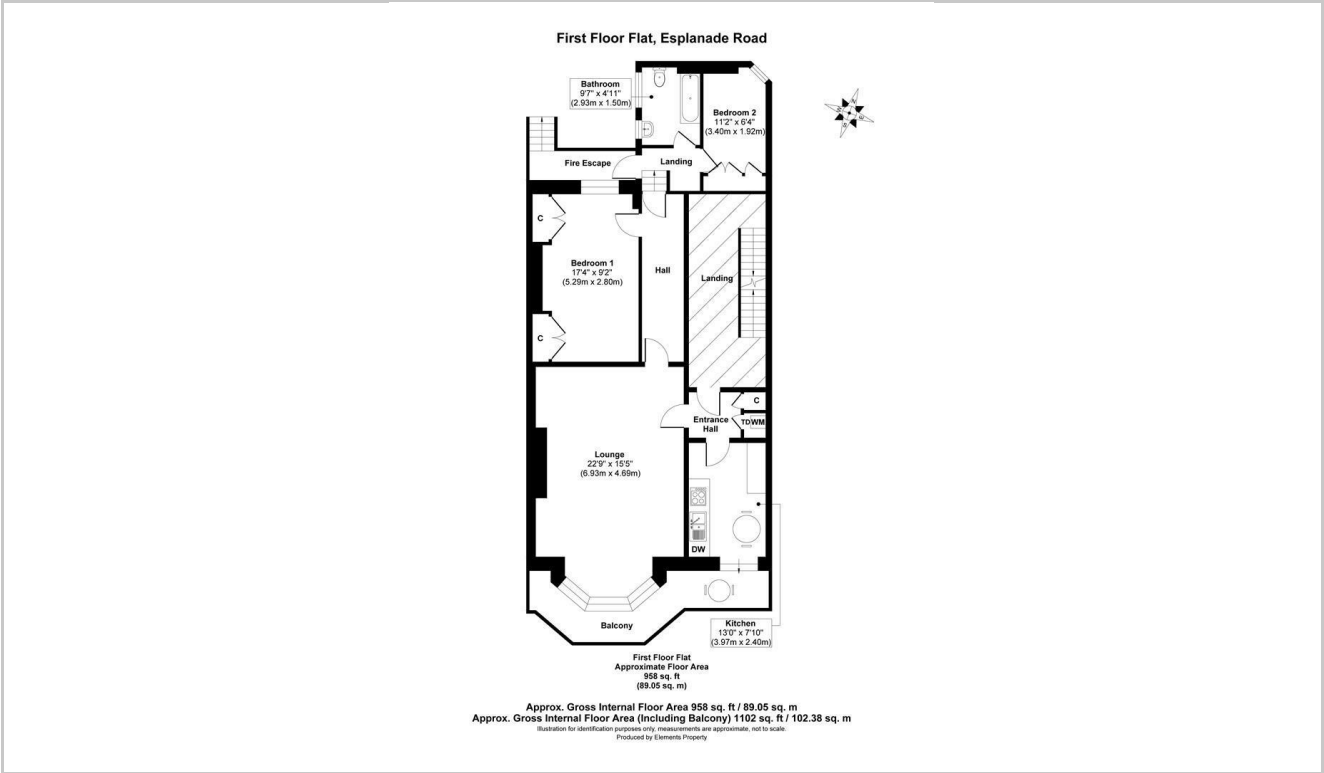 First Floor Flat, Esplanade Road
Bathroom
9'7" x 4'11"
(2.93m x 1.50m)
Bedroom 2
11'2" x 6'4"
(3.40m x 1.92m)
N
E
S
Fire Escape
Landing
C
Bedroom 1
17'4" x 9'2"
(5.29m x 2.80m)
Hall
Landing
C
C
Entrance
Hall
TD WM
Lounge
22'9" x 15'5"
(6.93m x 4.69m)
DW
Balcony
Kitchen
13'0" x 7'10"
(3.97m x 2.40m)
First Floor Flat
Approximate Floor Area
958 sq. ft
(89.05 sq. m)
Approx. Gross Internal Floor Area 958 sq. ft / 89.05 sq. m
Approx. Gross Internal Floor Area (Including Balcony) 1102 sq. ft / 102.38 sq. m
Illustration for identification purposes only, measurements are approximate, not to scale.
Produced by Elements Property